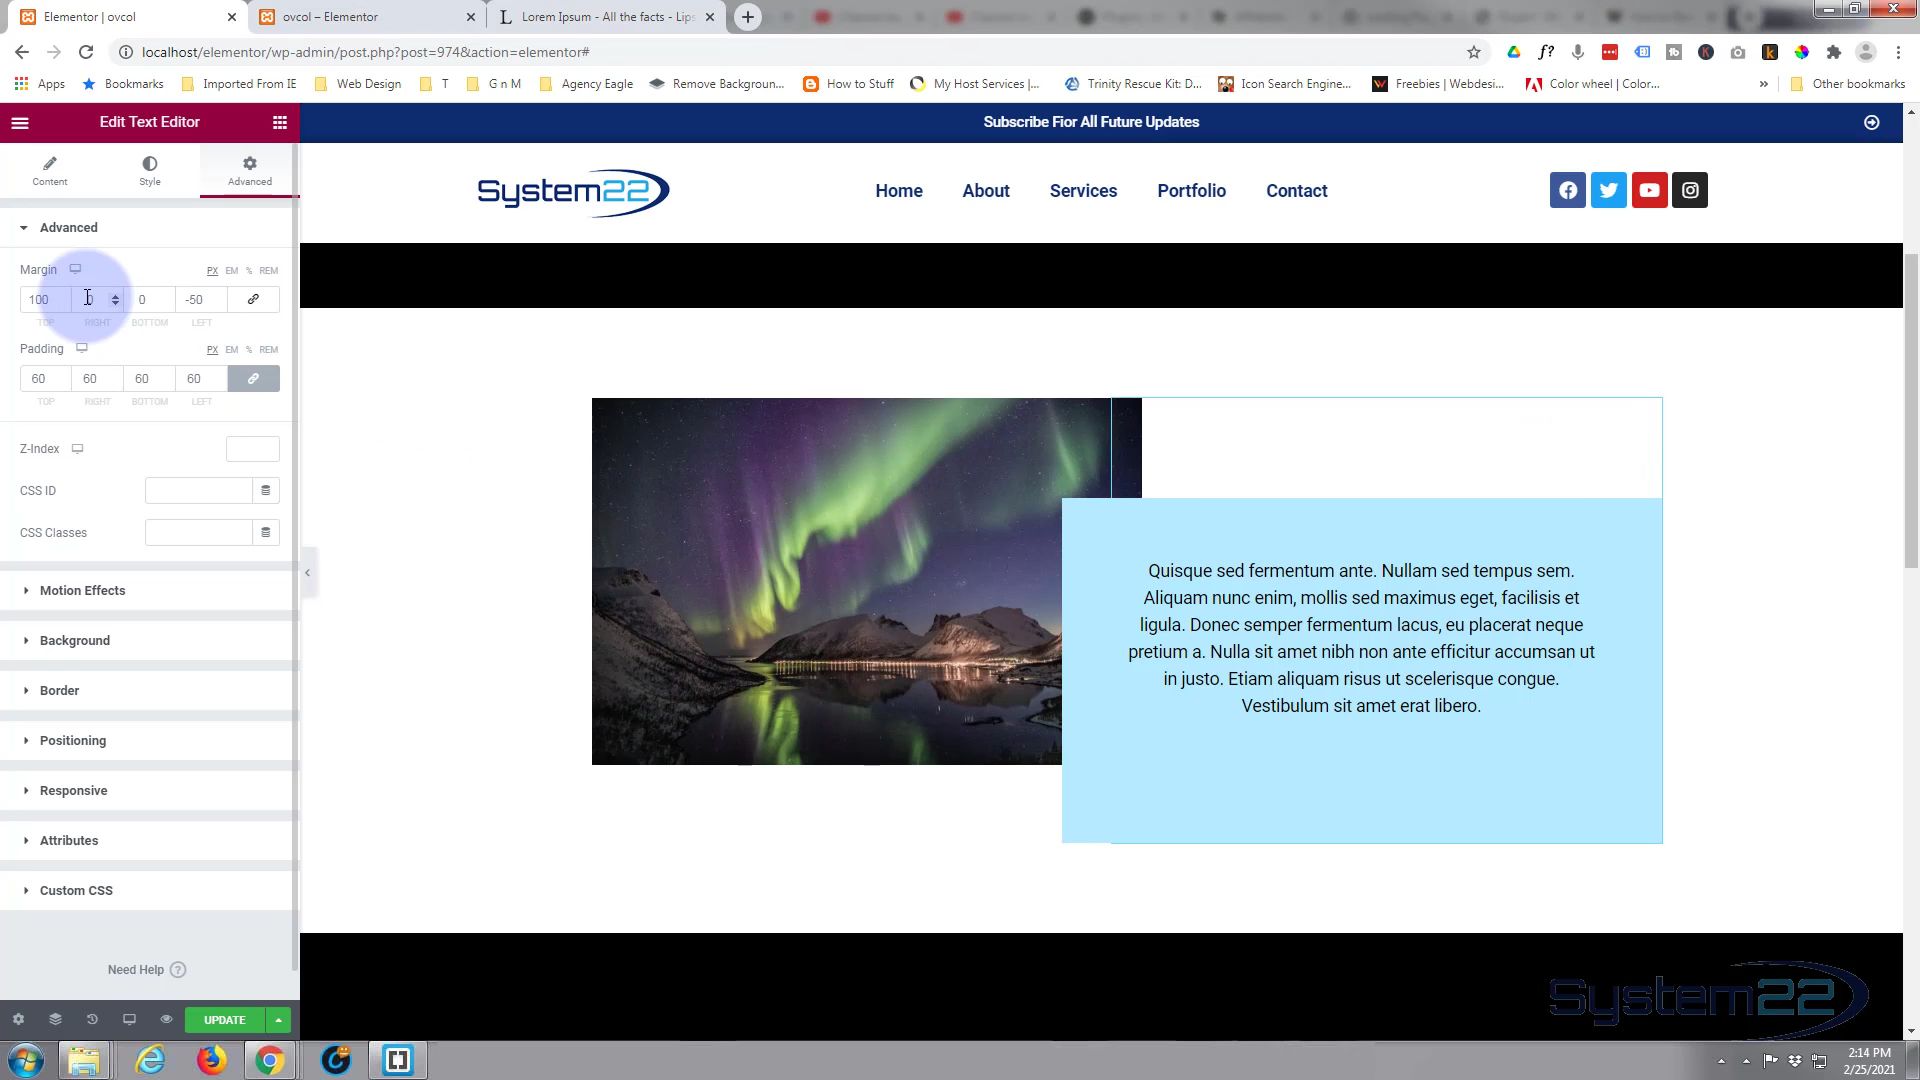 Elementor | ovcol
ovcol – Elementor
Lorem Ipsum - All the facts - Lips
localhost/elementor/wp-admin/post.php?post=974&action=elementor#
Apps
Bookmarks
Imported From IE
Web Design
T
G n M
Agency Eagle
Remove Backgroun...
How to Stuff
My Host Services |...
Trinity Rescue Kit: D...
Icon Search Engine...
Freebies | Webdesi...
Color wheel | Color...
Other bookmarks
Edit Text Editor
Subscribe Fior All Future Updates
Content
Style
Advanced
System22
Home
About
Services
Portfolio
Contact
Advanced
Margin
PX EM % REM
100
0
0
-50
TOP RIGHT BOTTOM LEFT
Padding
PX EM % REM
60
60
60
60
TOP RIGHT BOTTOM LEFT
Z-Index
CSS ID
CSS Classes
Motion Effects
Background
Border
Positioning
Responsive
Attributes
Custom CSS
Need Help ?
UPDATE
Quisque sed fermentum ante. Nullam sed tempus sem.
Aliquam nunc enim, mollis sed maximus eget, facilisis et
ligula. Donec semper fermentum lacus, eu placerat neque
pretium a. Nulla sit amet nibh non ante efficitur accumsan ut
in justo. Etiam aliquam risus ut scelerisque congue.
Vestibulum sit amet erat libero.
System22
2:14 PM
2/25/2021